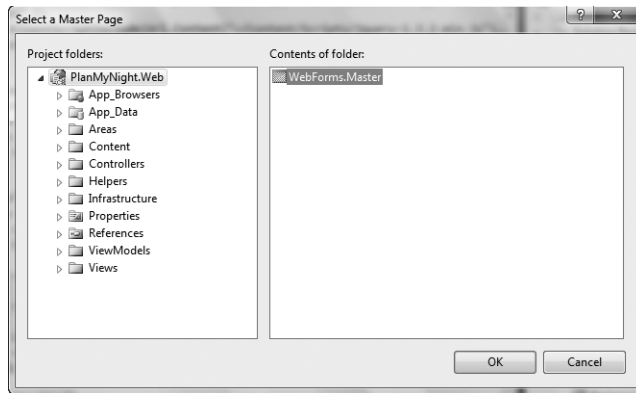 Select a Master Page
?
X
Project folders:
Contents of folder:
PlanMyNight.Web
App_Browsers
App_Data
Areas
Content
Controllers
Helpers
Infrastructure
Properties
References
ViewModels
Views
WebForms.Master
OK
Cancel